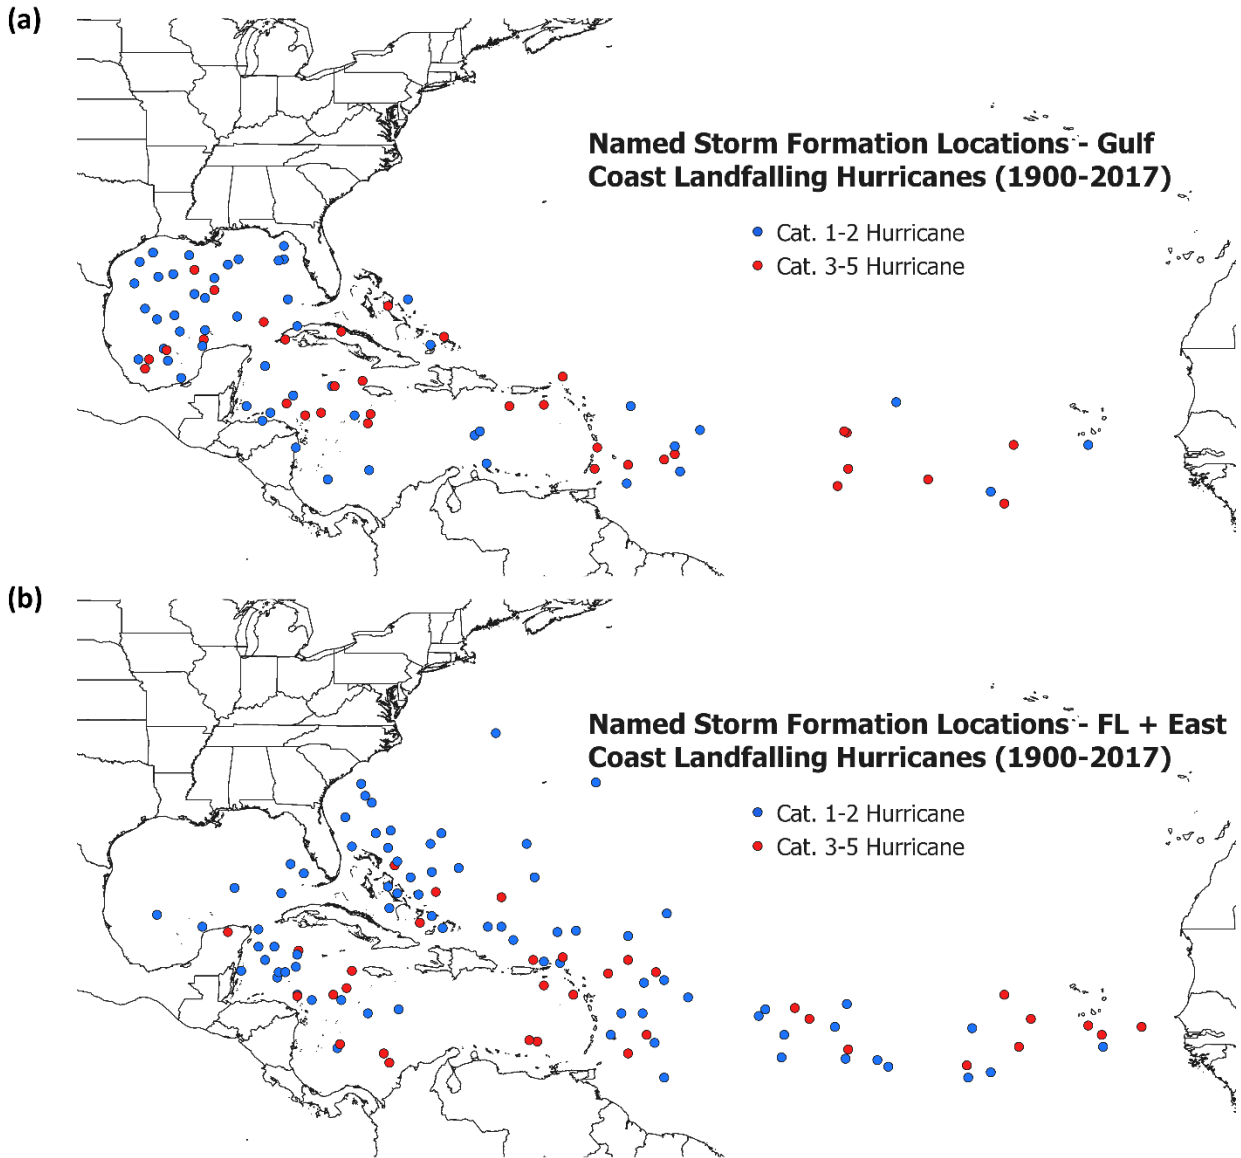 (a)
Named Storm Formation Locations - Gulf
Coast Landfalling Hurricanes (1900-2017)
Cat. 1-2 Hurricane
Cat. 3-5 Hurricane
(b)
Named Storm Formation Locations - FL + East
Coast Landfalling Hurricanes (1900-2017)
Cat. 1-2 Hurricane
Cat. 3-5 Hurricane